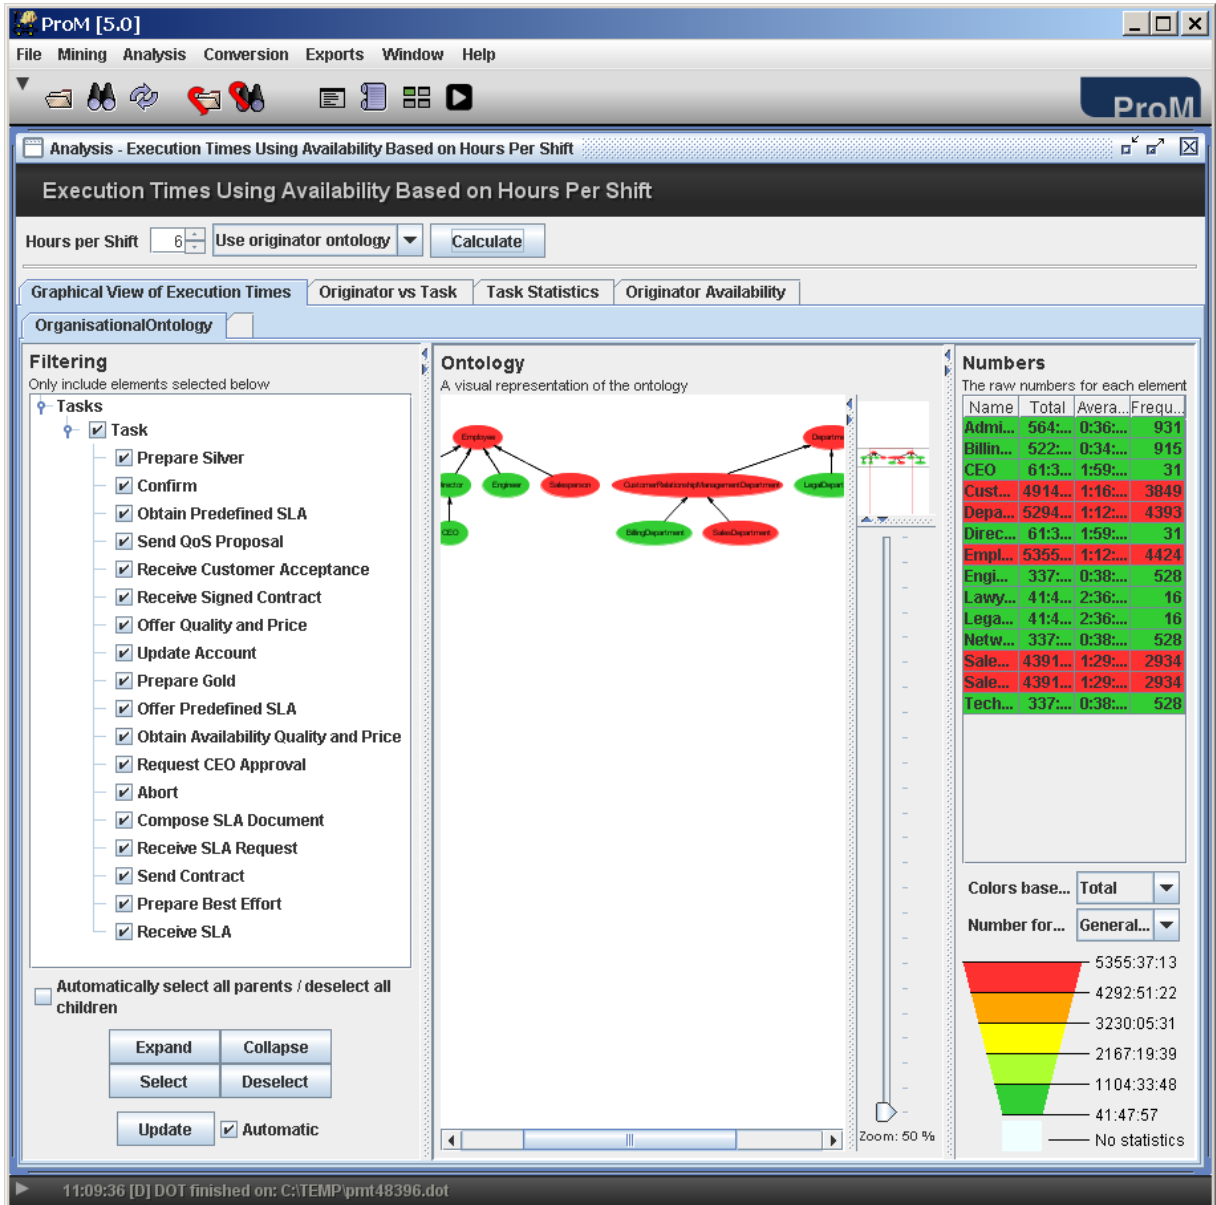 ProM [5.0]
File Mining Analysis Conversion Exports Window Help
ProM
Analysis - Execution Times Using Availability Based on Hours Per Shift
Execution Times Using Availability Based on Hours Per Shift
Hours per Shift 6 Use originator ontology Calculate
Graphical View of Execution Times Originator vs Task Task Statistics Originator Availability
OrganisationalOntology
Filtering
Only include elements selected below
Tasks
Task
Prepare Silver
Confirm
Obtain Predefined SLA
Send QoS Proposal
Receive Customer Acceptance
Receive Signed Contract
Offer Quality and Price
Update Account
Prepare Gold
Offer Predefined SLA
Obtain Availability Quality and Price
Request CEO Approval
Abort
Compose SLA Document
Receive SLA Request
Send Contract
Prepare Best Effort
Receive SLA
Automatically select all parents / deselect all
children
Expand Collapse
Select Deselect
Update Automatic
Ontology
A visual representation of the ontology
Employee Departme
irector Engineer Salesperson CustomerRelationshipManagementDepartment LegalDepart
CEO BillingDepartment SalesDepartment
Zoom: 50 %
Numbers
The raw numbers for each element
Name Total Avera... Frequ...
Admi... 564:... 0:36:... 931
Billin... 522:... 0:34:... 915
CEO 61:3... 1:59:... 31
Cust... 4914... 1:16:... 3849
Depa... 5294... 1:12:... 4393
Direc... 61:3... 1:59:... 31
Empl... 5355... 1:12:... 4424
Engi... 337:... 0:38:... 528
Lawy... 41:4... 2:36:... 16
Lega... 41:4... 2:36:... 16
Netw... 337:... 0:38:... 528
Sale... 4391... 1:29:... 2934
Sale... 4391... 1:29:... 2934
Tech... 337:... 0:38:... 528
Colors base... Total
Number for... General...
5355:37:13
4292:51:22
3230:05:31
2167:19:39
1104:33:48
41:47:57
No statistics
11:09:36 [D] DOT finished on: C:\TEMP\pmt48396.dot